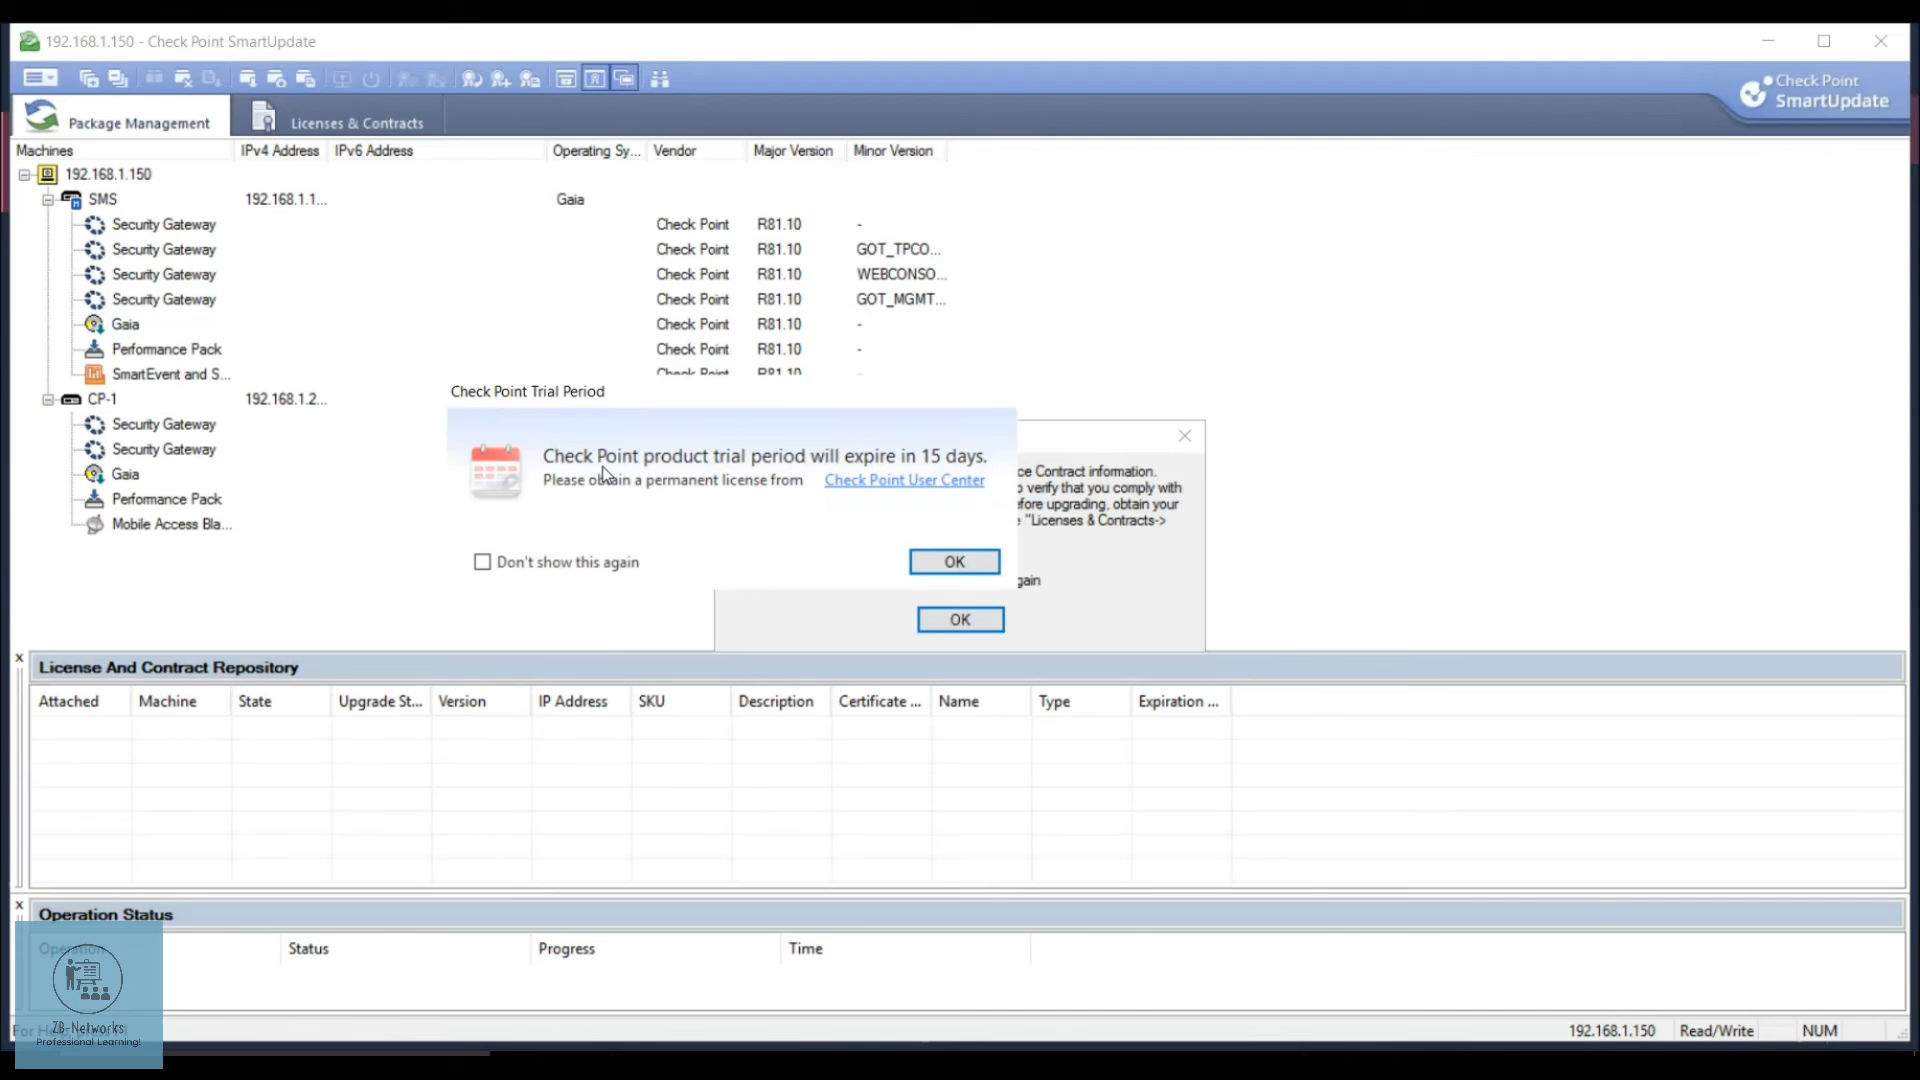 192.168.1.150 - Check Point SmartUpdate
Check Point
SmartUpdate
Package Management
Licenses & Contracts
Machines IPv4 Address IPv6 Address Operating Sy... Vendor Major Version Minor Version
192.168.1.150
SMS 192.168.1.1... Gaia
Security Gateway Check Point R81.10 -
Security Gateway Check Point R81.10 GOT_TPCO...
Security Gateway Check Point R81.10 WEBCONSO...
Security Gateway Check Point R81.10 GOT_MGMT...
Gaia Check Point R81.10 -
Performance Pack Check Point R81.10 -
SmartEvent and S... Check Point R81.10 -
CP-1 192.168.1.2...
Security Gateway
Security Gateway
Gaia
Performance Pack
Mobile Access Bla...
Check Point Trial Period
Check Point product trial period will expire in 15 days.
Please obtain a permanent license from Check Point User Center
Don't show this again
OK
ce Contract information.
verify that you comply with
fore upgrading, obtain your
"Licenses & Contracts->
gain
OK
x
License And Contract Repository
Attached Machine State Upgrade St... Version IP Address SKU Description Certificate ... Name Type Expiration ...
x
Operation Status
Operation Status Progress Time
ZB-Networks
Professional Learning!
192.168.1.150 Read/Write NUM